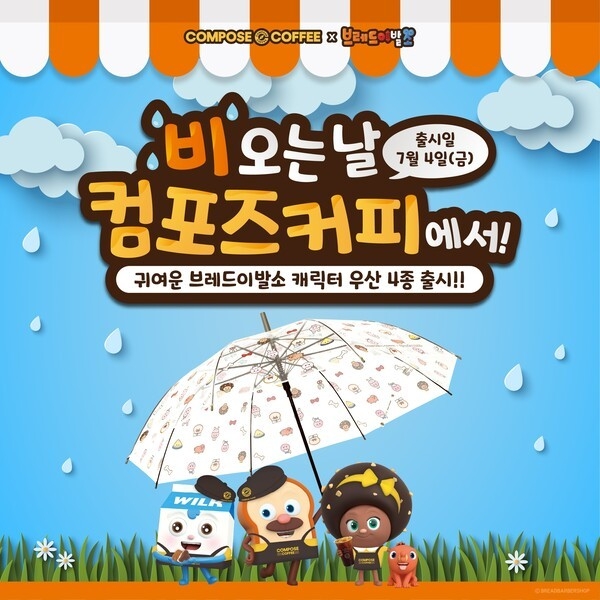 COMPOSE COFFEE x 브레드이발소
비 오는 날
출시일
7월 4일(금)
컴포즈커피에서!
귀여운 브레드이발소 캐릭터 우산 4종 출시!!
WILK
COMPOSE
COFFEE
©BREADBARBERSHOP